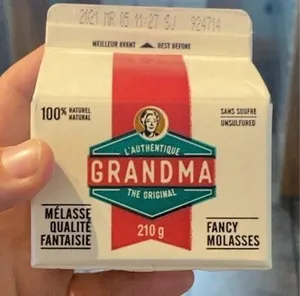 2021 MR 05 11:27 SJ 924714
MEILLEUR AVANT ▲ BEST BEFORE
100% NATUREL
NATURAL
SANS SOUFRE
UNSULFURED
L'AUTHENTIQUE
GRANDMA
THE ORIGINAL
MÉLASSE
QUALITÉ
FANTAISIE
210 g
FANCY
MOLASSES